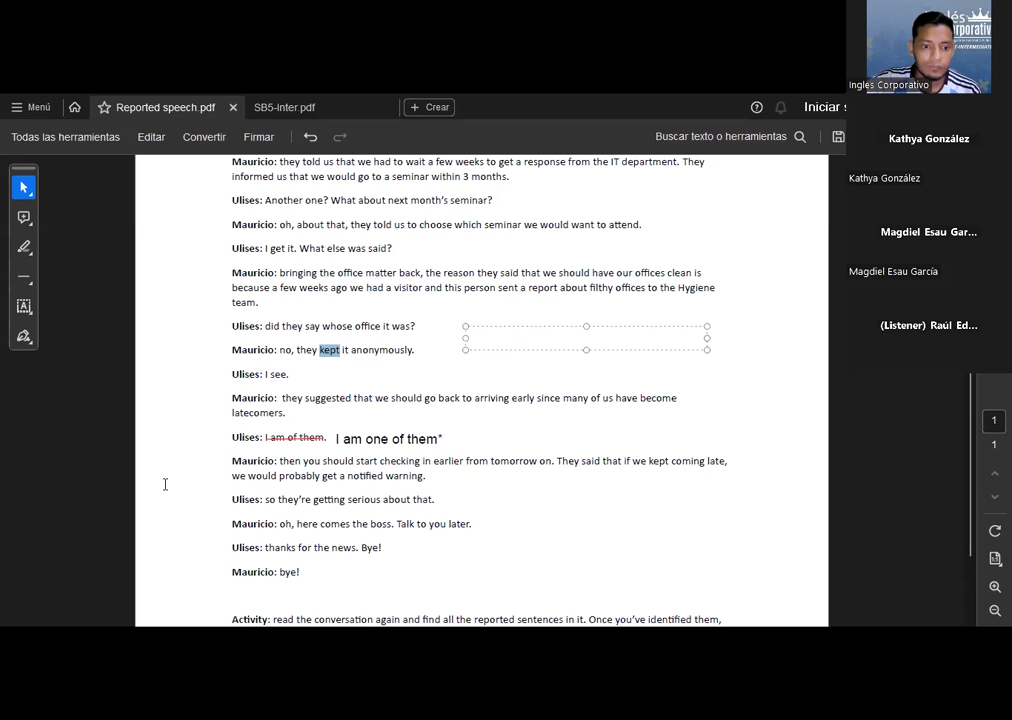 Inglés
Corporativo
T-INTERMEDIATE
Ingles Corporativo
Menú
Reported speech.pdf
SB5-Inter.pdf
Crear
Iniciar s
Todas las herramientas
Editar
Convertir
Firmar
Buscar texto o herramientas
Kathya González
Kathya González
Magdiel Esau Gar...
Magdiel Esau García
(Listener) Raúl Ed...
Mauricio: they told us that we had to wait a few weeks to get a response from the IT department. They
informed us that we would go to a seminar within 3 months.
Ulises: Another one? What about next month's seminar?
Mauricio: oh, about that, they told us to choose which seminar we would want to attend.
Ulises: I get it. What else was said?
Mauricio: bringing the office matter back, the reason they said that we should have our offices clean is
because a few weeks ago we had a visitor and this person sent a report about filthy offices to the Hygiene
team.
Ulises: did they say whose office it was?
Mauricio: no, they kept it anonymously.
Ulises: I see.
Mauricio: they suggested that we should go back to arriving early since many of us have become
latecomers.
Ulises: I am of them. I am one of them*
Mauricio: then you should start checking in earlier from tomorrow on. They said that if we kept coming late,
we would probably get a notified warning.
Ulises: so they're getting serious about that.
Mauricio: oh, here comes the boss. Talk to you later.
Ulises: thanks for the news. Bye!
Mauricio: bye!
Activity: read the conversation again and find all the reported sentences in it. Once you've identified them,
1
1